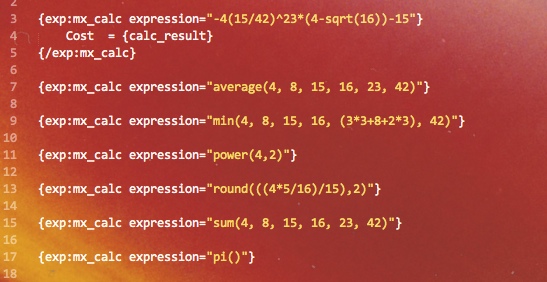 2
3 {exp:mx_calc expression="-4(15/42)^23*(4-sqrt(16))-15"}
4 Cost = {calc_result}
5 {/exp:mx_calc}
6
7 {exp:mx_calc expression="average(4, 8, 15, 16, 23, 42)"}
8
9 {exp:mx_calc expression="min(4, 8, 15, 16, (3*3+8+2*3), 42)"}
10
11 {exp:mx_calc expression="power(4,2)"}
12
13 {exp:mx_calc expression="round(((4*5/16)/15),2)"}
14
15 {exp:mx_calc expression="sum(4, 8, 15, 16, 23, 42)"}
16
17 {exp:mx_calc expression="pi()"}
18